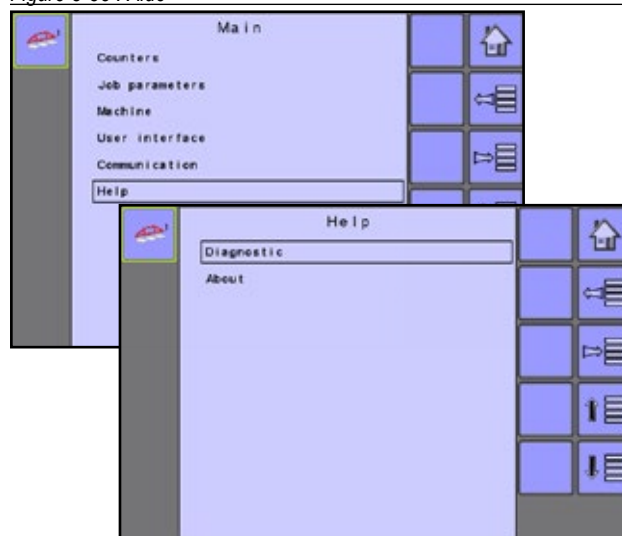 Main
Counters
Job parameters
Machine
User interface
Communication
Help
Help
Diagnostic
About